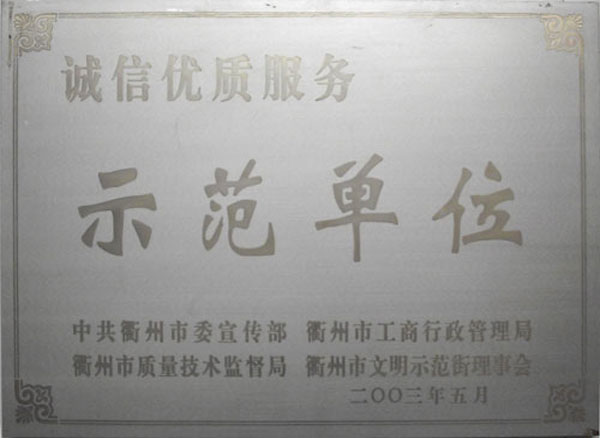 诚信优质服务
示范单位
中共衢州市委宣传部 衢州市工商行政管理局
衢州市质量技术监督局 衢州市文明示范街理事会
二〇〇三年五月